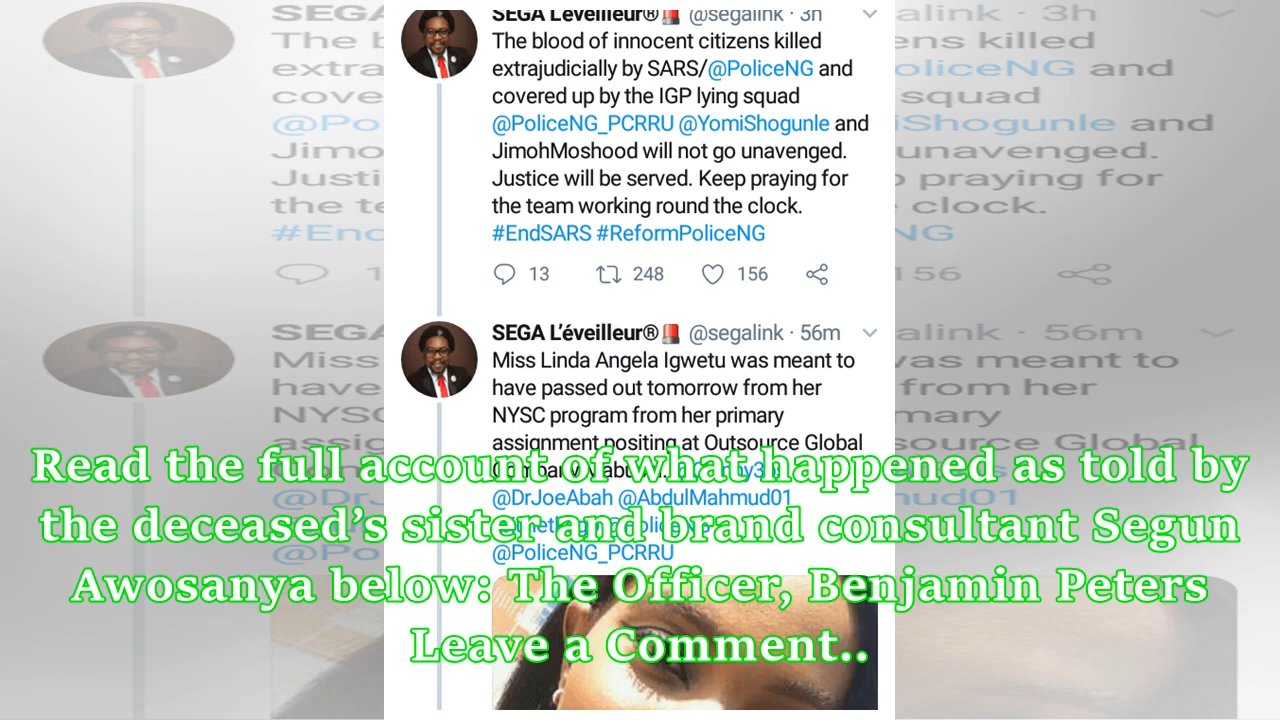 SEGA L'éveilleur® @segalink · 3h
The blood of innocent citizens killed
extrajudicially by SARS/@PoliceNG and
covered up by the IGP lying squad
@PoliceNG_PCRRU @YomiShogunle and
JimohMoshood will not go unavenged.
Justice will be served. Keep praying for
the team working round the clock.
#EndSARS #ReformPoliceNG
13 248 156
SEGA L'éveilleur® @segalink · 56m
Miss Linda Angela Igwetu was meant to
have passed out tomorrow from her
NYSC program from her primary
assignment positing at Outsource Global
@DrJoeAbah @AbdulMahmud01
@PoliceNG_PCRRU
Read the full account of what happened as told by
the deceased’s sister and brand consultant Segun
Awosanya below: The Officer, Benjamin Peters
Leave a Comment..